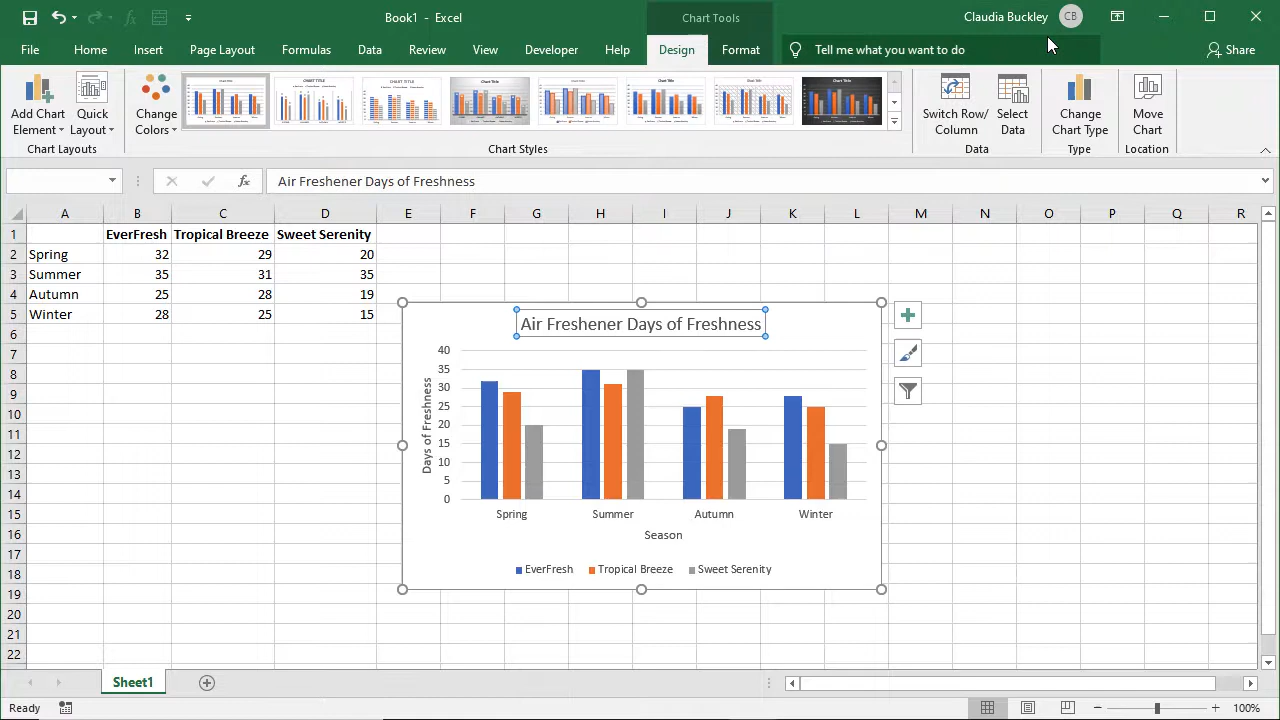 Book1 - Excel
Chart Tools
Claudia Buckley CB
File Home Insert Page Layout Formulas Data Review View Developer Help Design Format Tell me what you want to do Share
Add Chart Element
Quick Layout
Change Colors
Switch Row/ Column
Select Data
Change Chart Type
Move Chart
Chart Layouts Chart Styles Data Type Location
fx Air Freshener Days of Freshness
A B C D E F G H I J K L M N O P Q R
1 EverFresh Tropical Breeze Sweet Serenity
2 Spring 32 29 20
3 Summer 35 31 35
4 Autumn 25 28 19
5 Winter 28 25 15
6
7
8
9
10
11
12
13
14
15
16
17
18
19
20
21
22
Air Freshener Days of Freshness
Days of Freshness
40
35
30
25
20
15
10
5
0
Spring Summer Autumn Winter
Season
EverFresh Tropical Breeze Sweet Serenity
Sheet1
Ready 100%